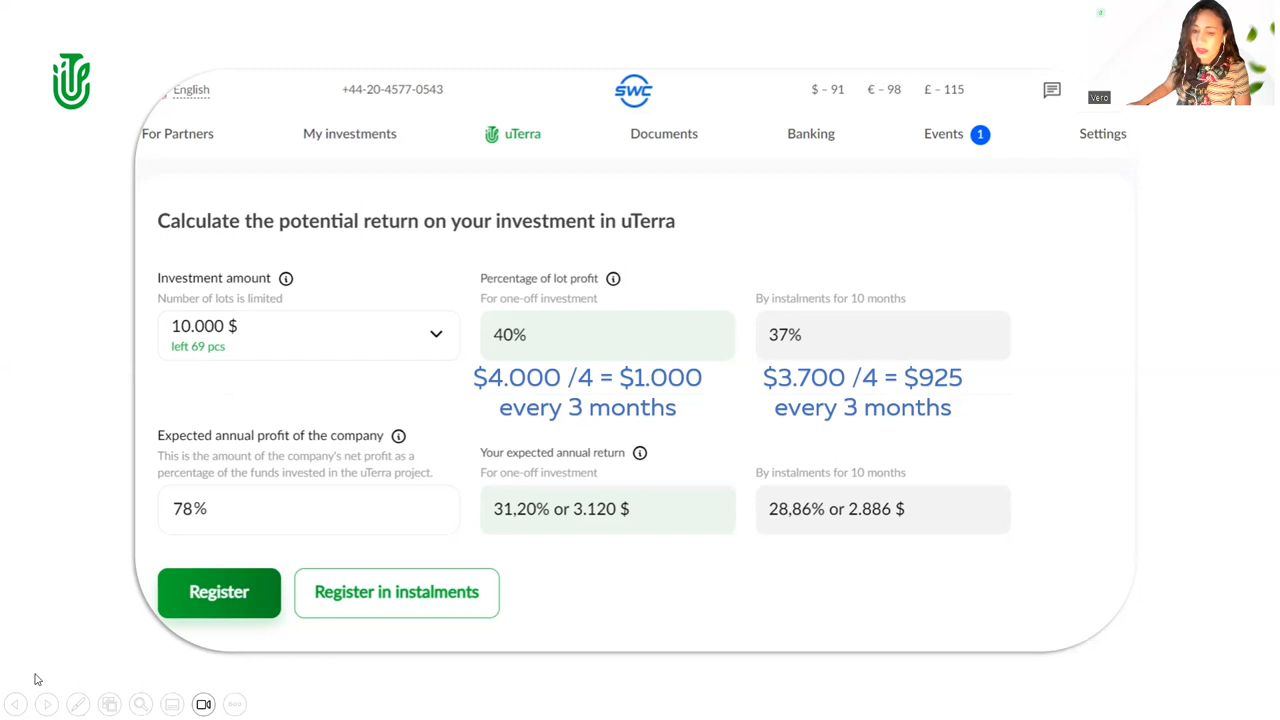 English
+44-20-4577-0543
SWC
$ – 91 € – 98 £ – 115
Vero
For Partners
My investments
uTerra
Documents
Banking
Events 1
Settings
Calculate the potential return on your investment in uTerra
Investment amount
Number of lots is limited
10.000 $
left 69 pcs
Percentage of lot profit
For one-off investment
40%
$4.000 /4 = $1.000
every 3 months
By instalments for 10 months
37%
$3.700 /4 = $925
every 3 months
Expected annual profit of the company
This is the amount of the company's net profit as a
percentage of the funds invested in the uTerra project.
78%
Your expected annual return
For one-off investment
31,20% or 3.120 $
By instalments for 10 months
28,86% or 2.886 $
Register
Register in instalments